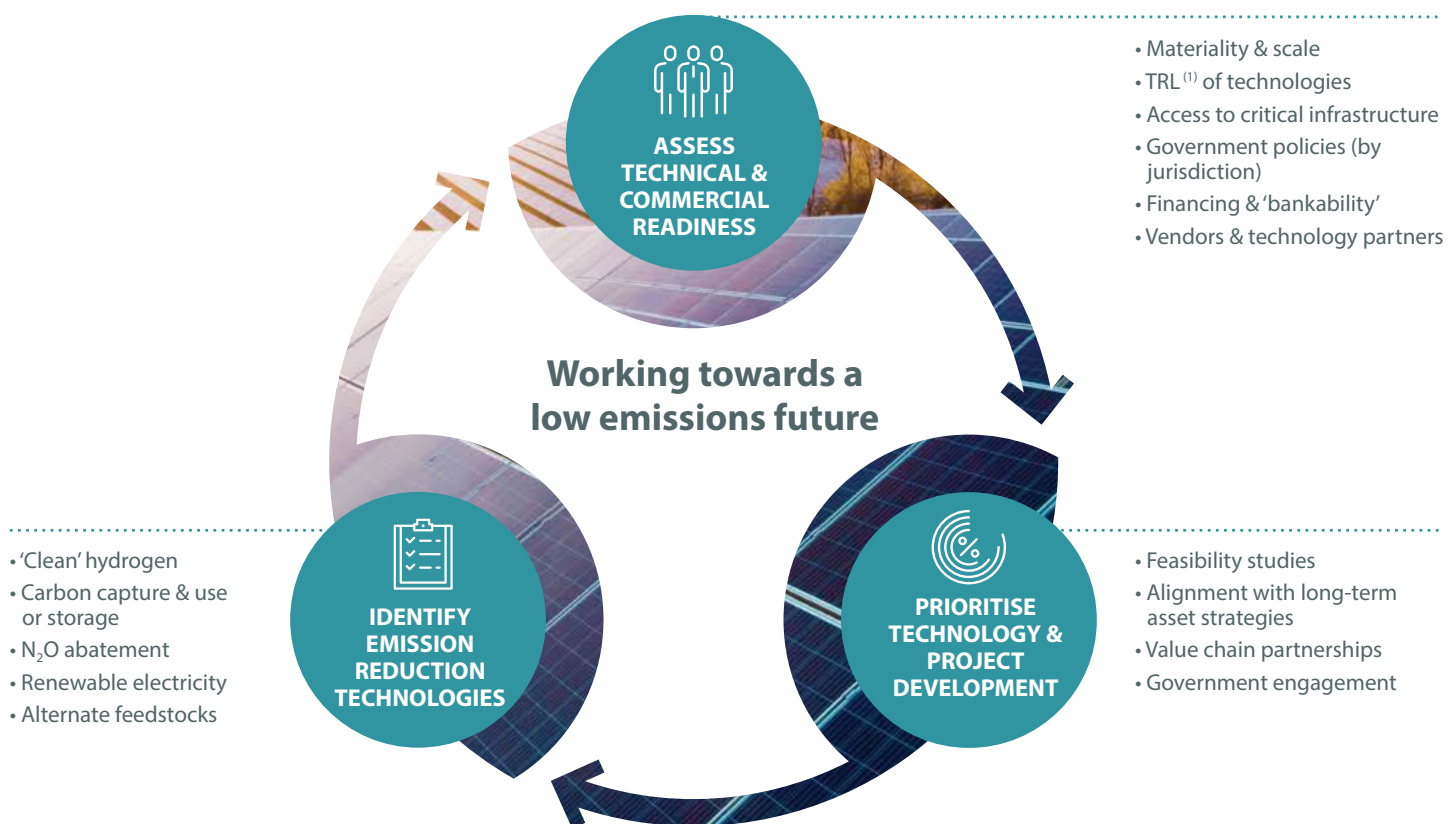 • Materiality & scale
• TRL⁽¹⁾ of technologies
• Access to critical infrastructure
• Government policies (by
jurisdiction)
• Financing & ‘bankability’
• Vendors & technology partners
ASSESS
TECHNICAL &
COMMERCIAL
READINESS
Working towards a
low emissions future
• ‘Clean’ hydrogen
• Carbon capture & use
or storage
• N₂O abatement
• Renewable electricity
• Alternate feedstocks
IDENTIFY
EMISSION
REDUCTION
TECHNOLOGIES
%
PRIORITISE
TECHNOLOGY &
PROJECT
DEVELOPMENT
• Feasibility studies
• Alignment with long-term
asset strategies
• Value chain partnerships
• Government engagement